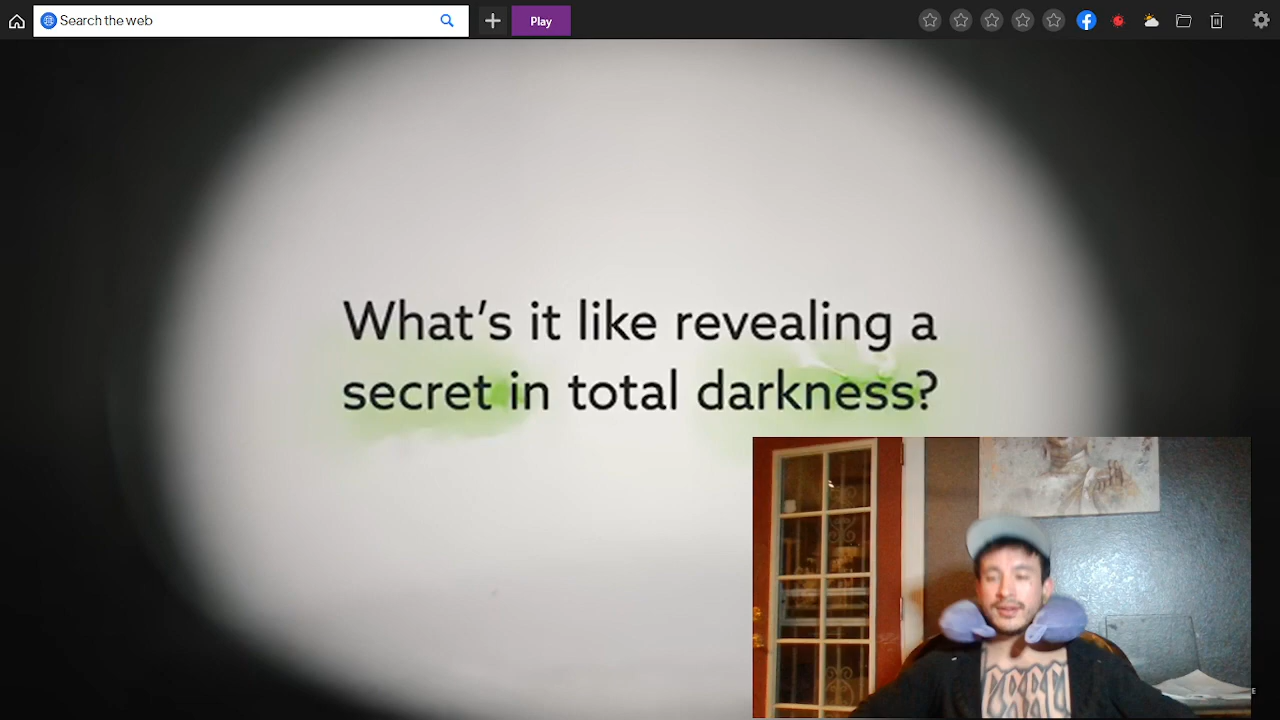 Search the web
Play
What's it like revealing a
secret in total darkness?